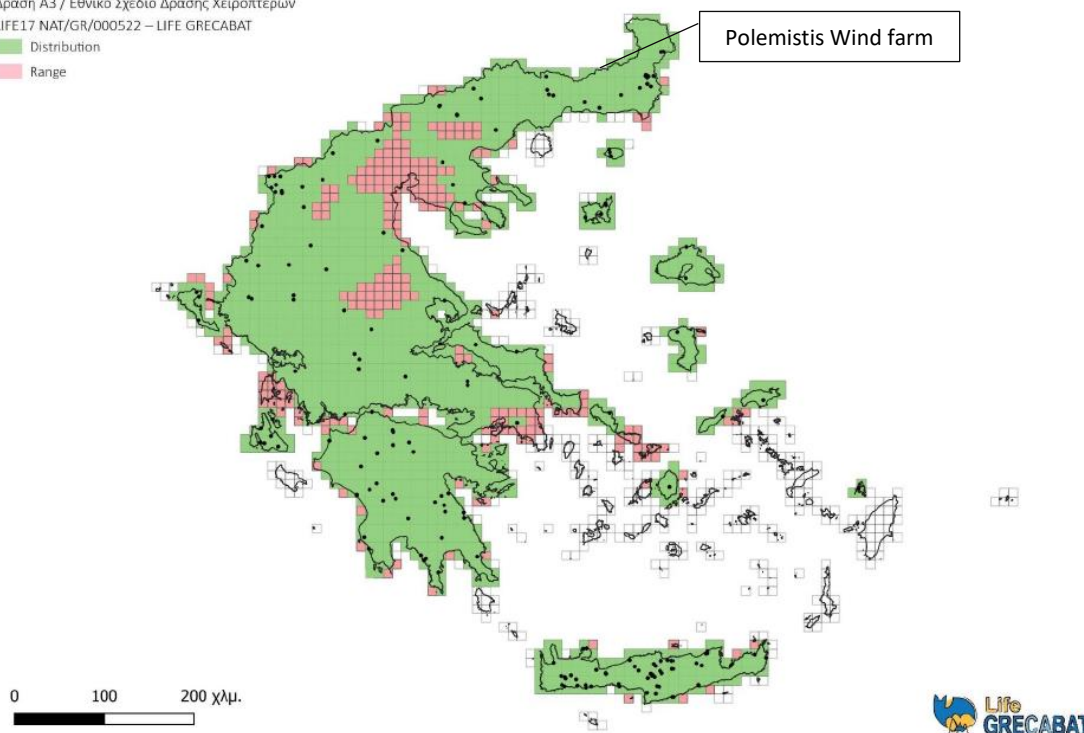 Δράση Α3 / Εθνικό Σχέδιο Δράσης Χειροπτέρων
LIFE17 NAT/GR/000522 – LIFE GRECABAT
Distribution
Range
Polemistis Wind farm
0 100 200 χλμ.
Life
GRECABAT